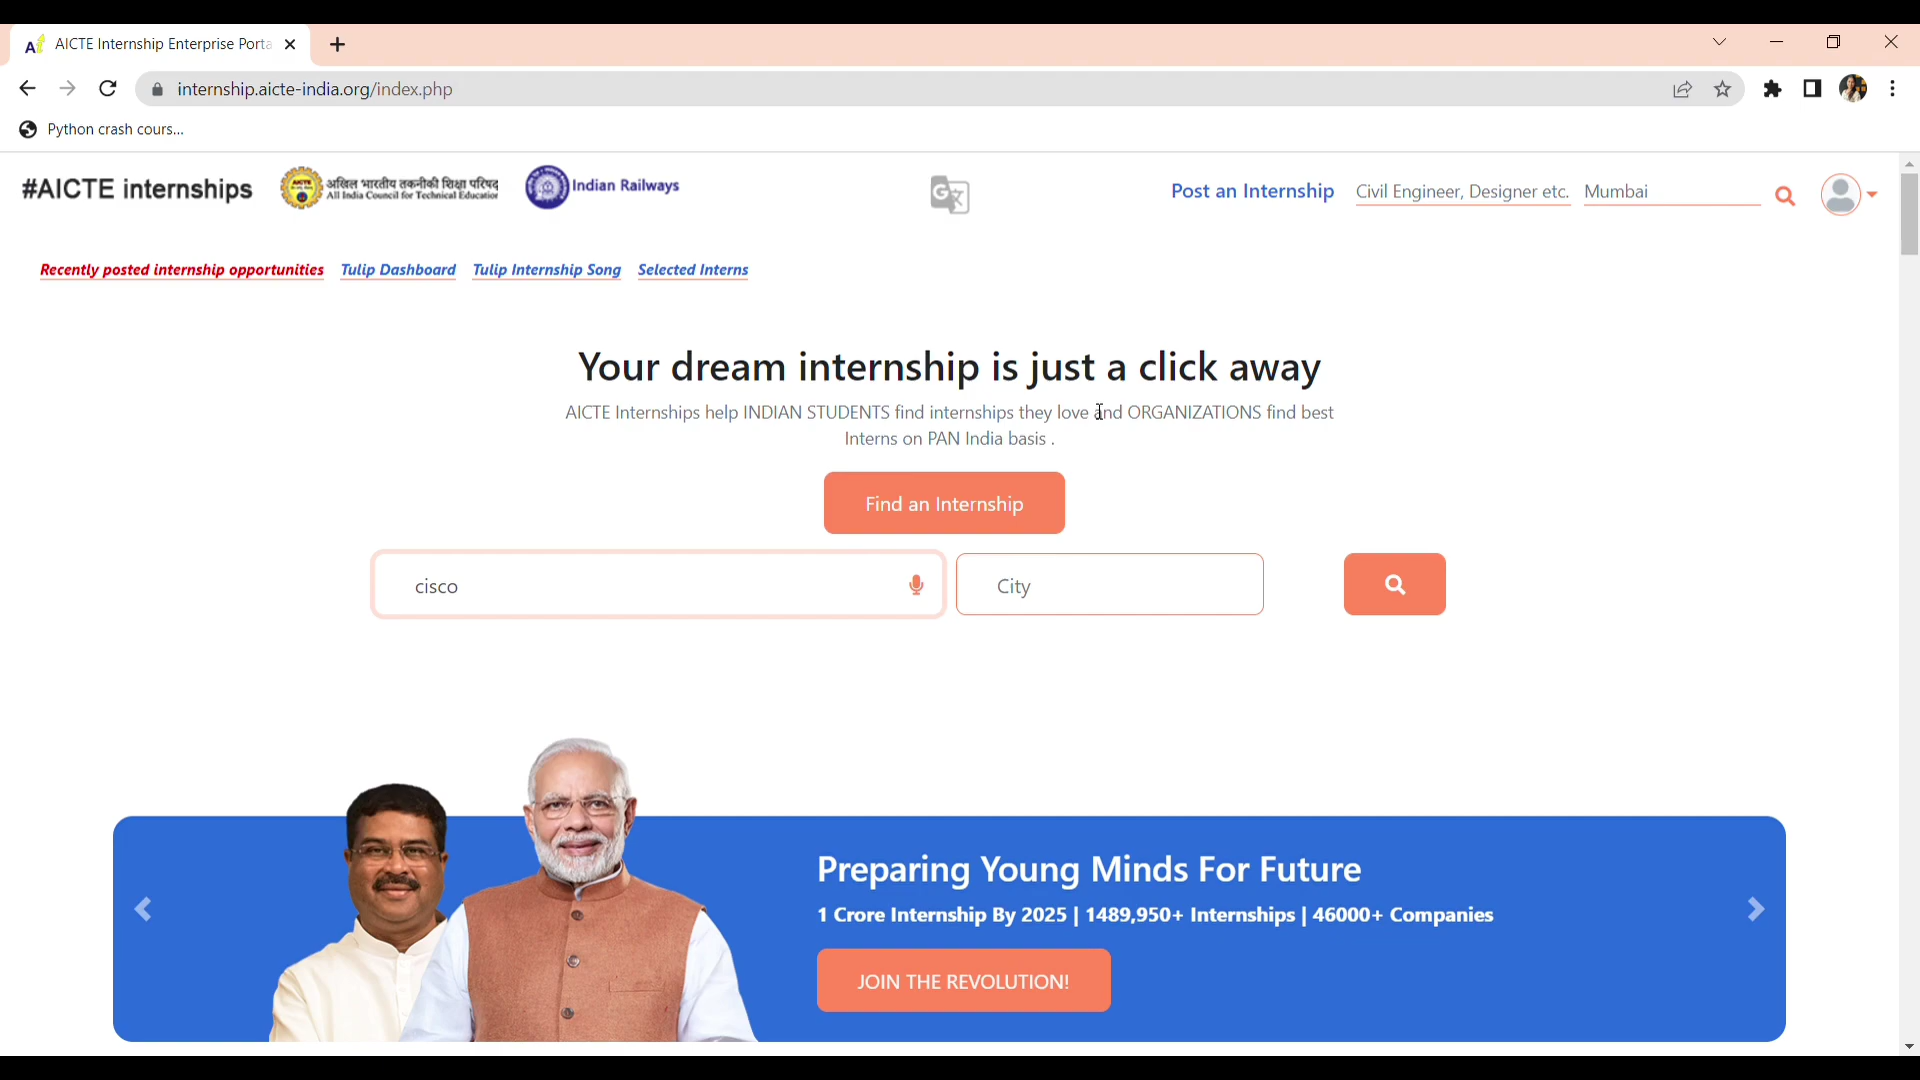 AICTE Internship Enterprise Porta
internship.aicte-india.org/index.php
Python crash cours...
#AICTE internships
अखिल भारतीय तकनीकी शिक्षा परिषद्
All India Council for Technical Education
Indian Railways
Post an Internship
Civil Engineer, Designer etc.
Mumbai
Recently posted internship opportunities
Tulip Dashboard
Tulip Internship Song
Selected Interns
Your dream internship is just a click away
AICTE Internships help INDIAN STUDENTS find internships they love and ORGANIZATIONS find best
Interns on PAN India basis .
Find an Internship
cisco
City
Preparing Young Minds For Future
1 Crore Internship By 2025 | 1489,950+ Internships | 46000+ Companies
JOIN THE REVOLUTION!